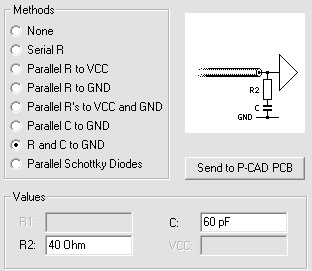 Methods
None
Serial R
Parallel R to VCC
Parallel R to GND
Parallel R's to VCC and GND
Parallel C to GND
R and C to GND
Parallel Schottky Diodes
R2
C
GND
Send to P-CAD PCB
Values
R1:
C: 60 pF
R2: 40 Ohm
VCC: